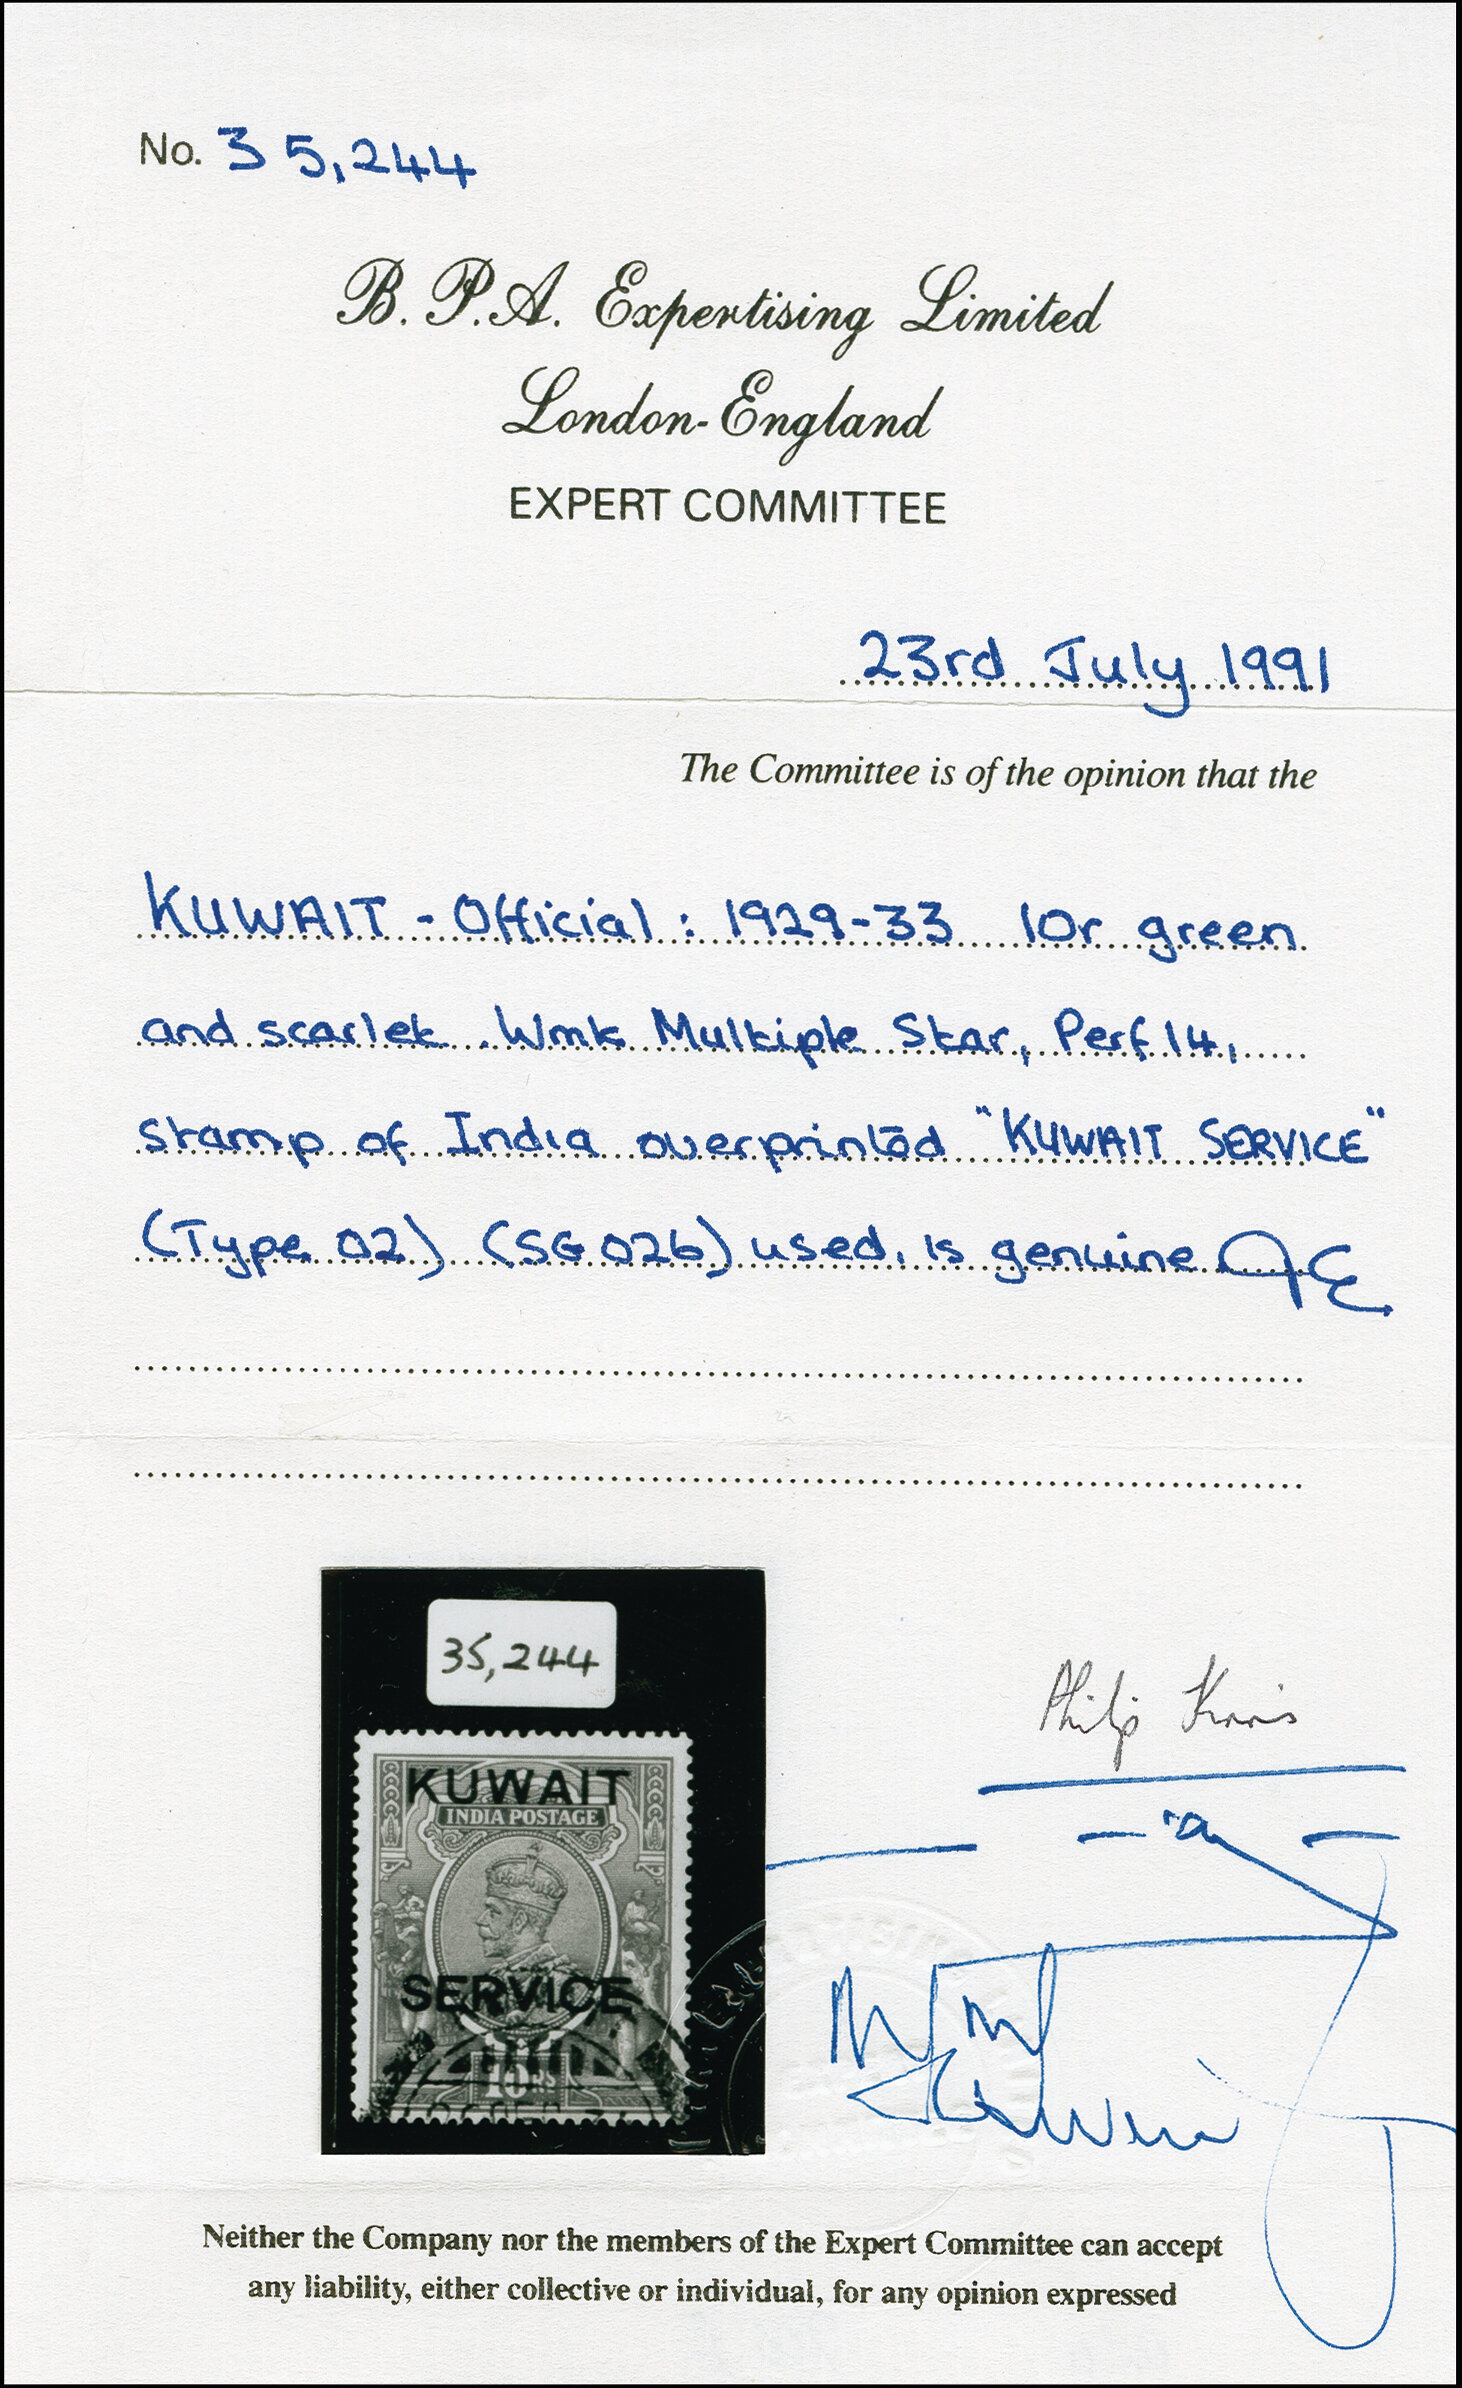 No. 35,244
B. P. A. Expertising Limited
London-England
EXPERT COMMITTEE
23rd July 1991
The Committee is of the opinion that the
KUWAIT - Official : 1929-33 10r green
and scarlet. Wmk Multiple Star, Perf 14,
stamp of India overprinted "KUWAIT SERVICE"
(Type O2) (SG O26) used, is genuine
35,244
KUWAIT
INDIA POSTAGE
SERVICE
Philip
Neither the Company nor the members of the Expert Committee can accept
any liability, either collective or individual, for any opinion expressed